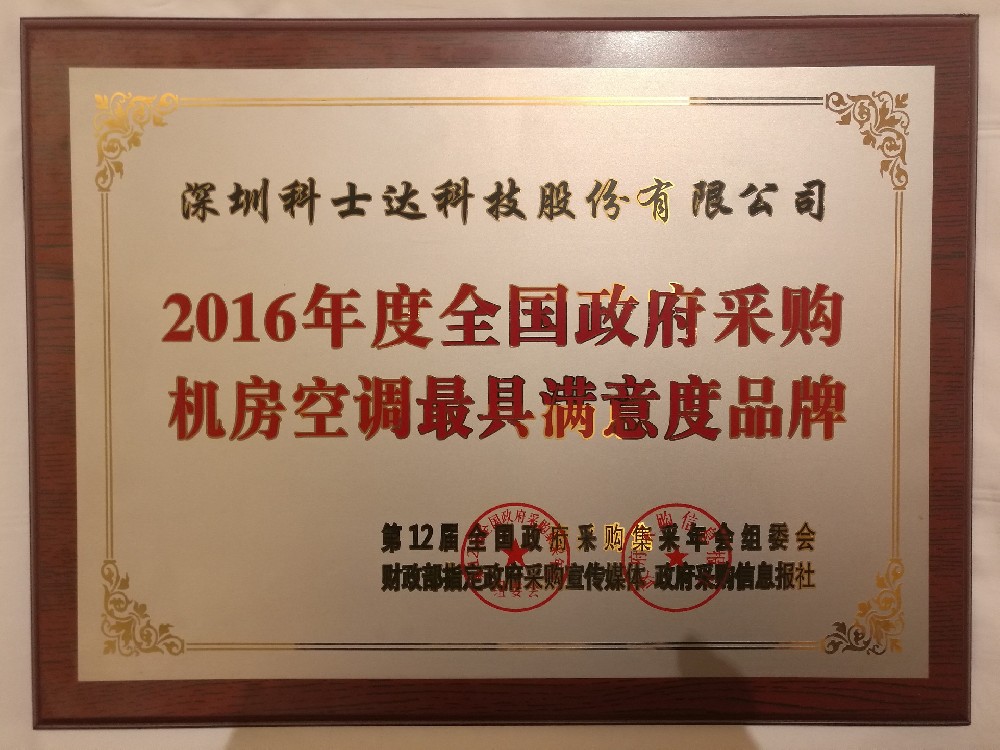 深圳科士达科技股份有限公司
2016年度全国政府采购
机房空调最具满意度品牌
第12届全国政府采购集采年会组委会
财政部指定政府采购宣传媒体 政府采购信息报社